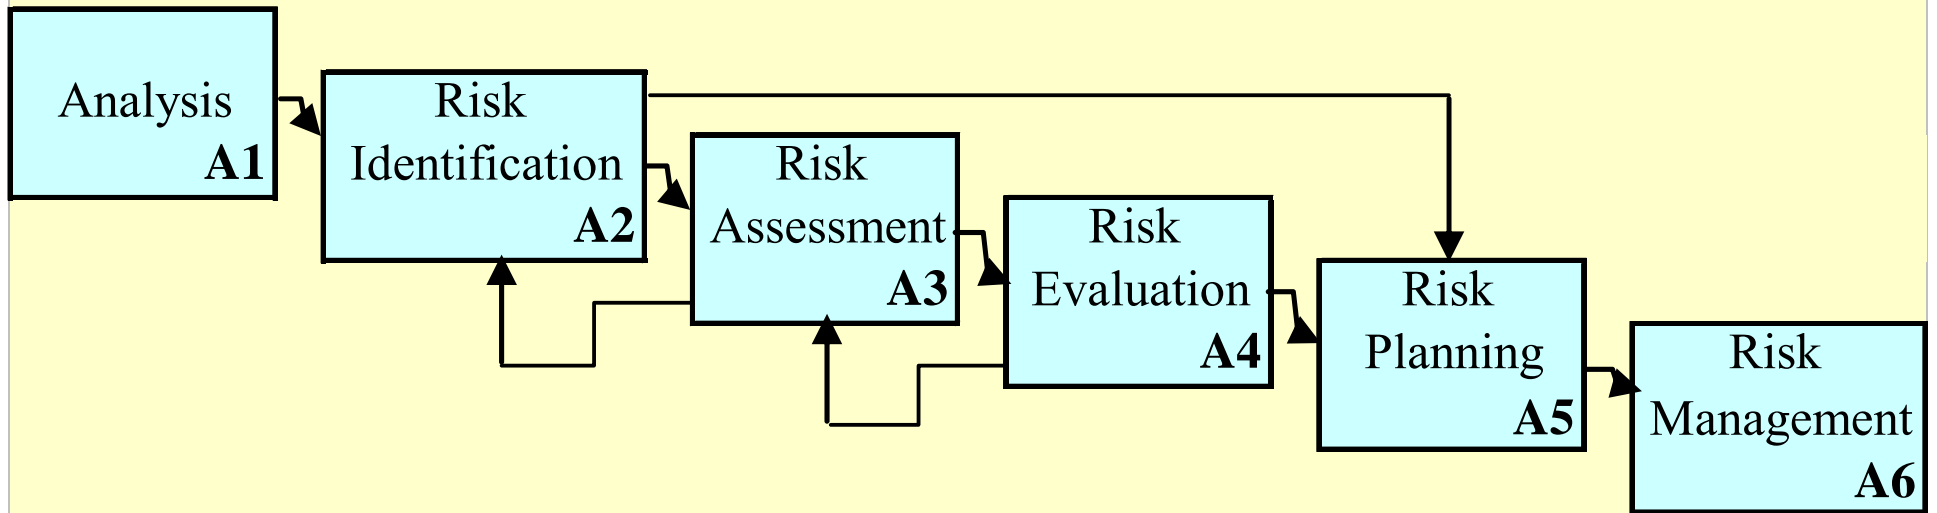 Analysis
A1
Risk
Identification
A2
Risk
Assessment
A3
Risk
Evaluation
A4
Risk
Planning
A5
Risk
Management
A6